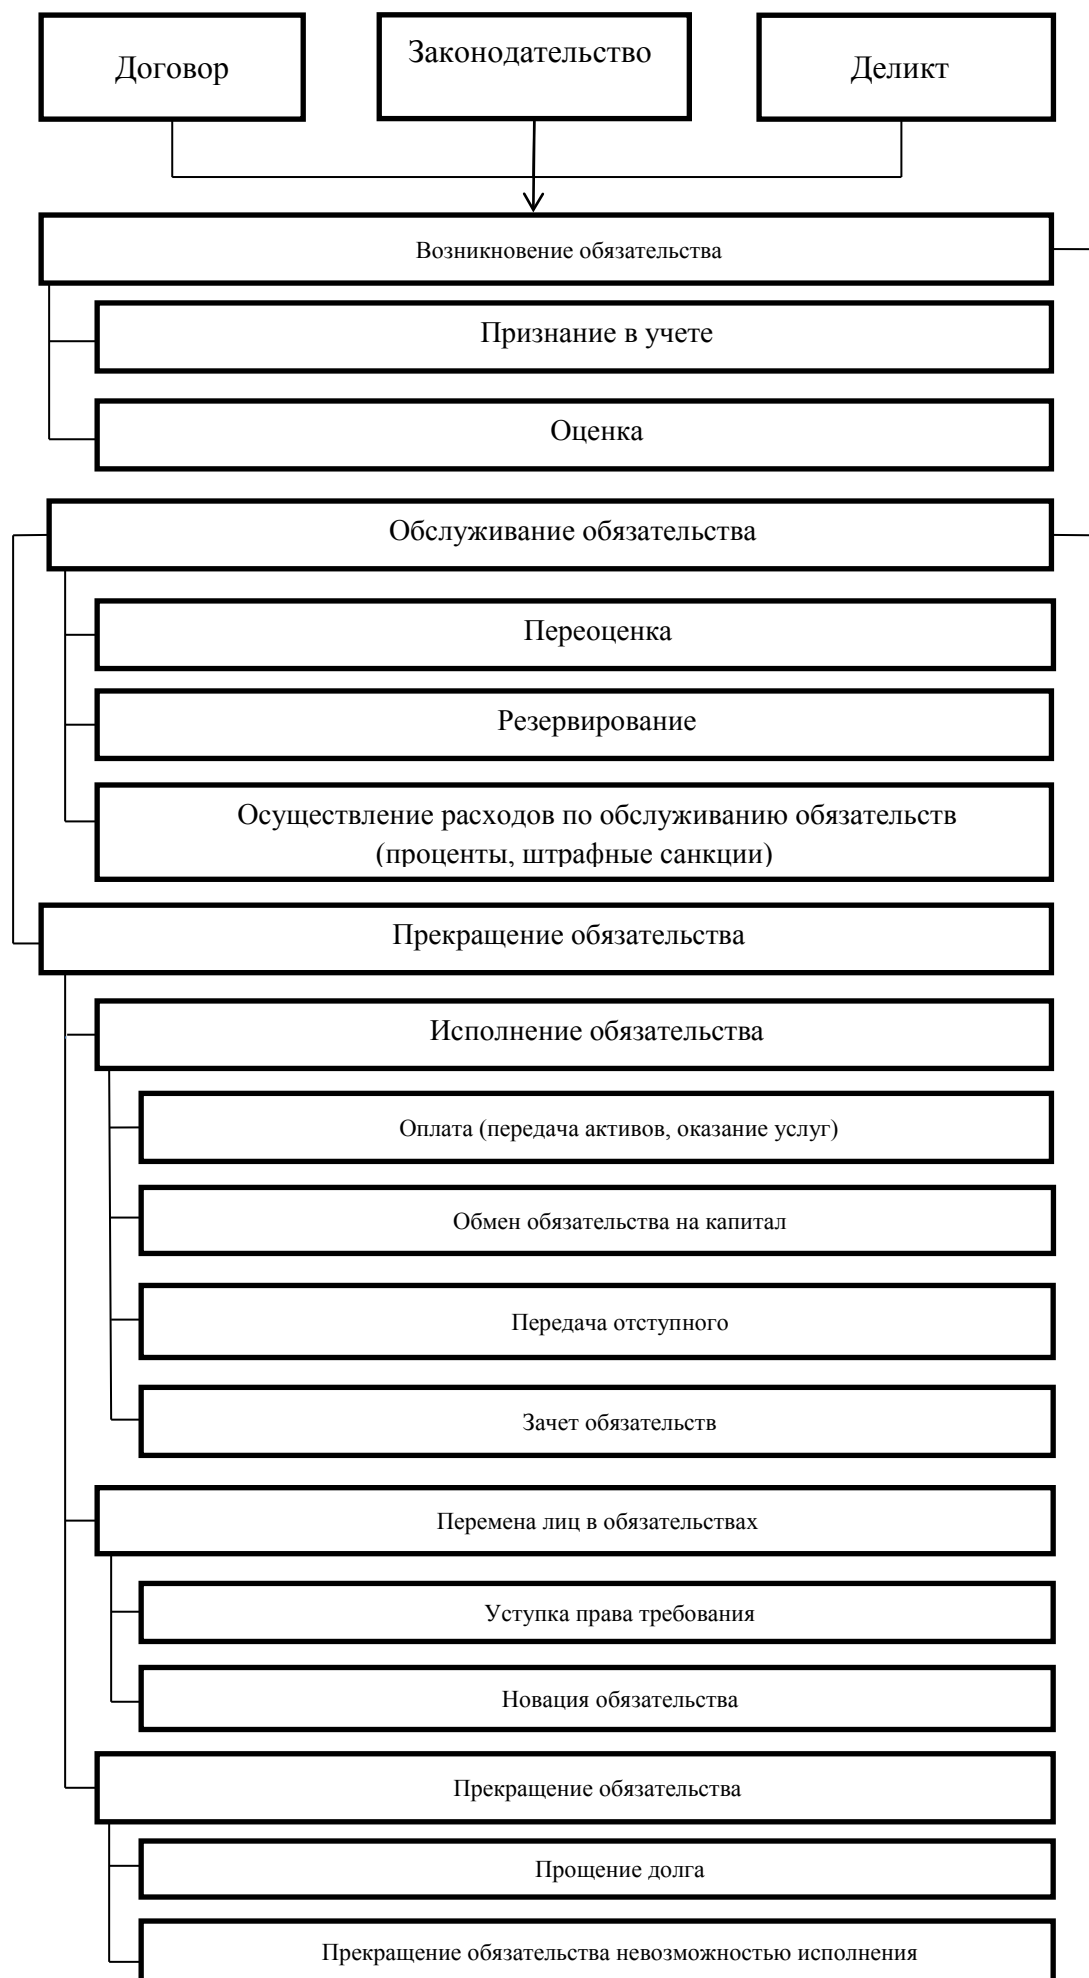 Договор
Законодательство
Деликт
Возникновение обязательства
Признание в учете
Оценка
Обслуживание обязательства
Переоценка
Резервирование
Осуществление расходов по обслуживанию обязательств
(проценты, штрафные санкции)
Прекращение обязательства
Исполнение обязательства
Оплата (передача активов, оказание услуг)
Обмен обязательства на капитал
Передача отступного
Зачет обязательств
Перемена лиц в обязательствах
Уступка права требования
Новация обязательства
Прекращение обязательства
Прощение долга
Прекращение обязательства невозможностью исполнения